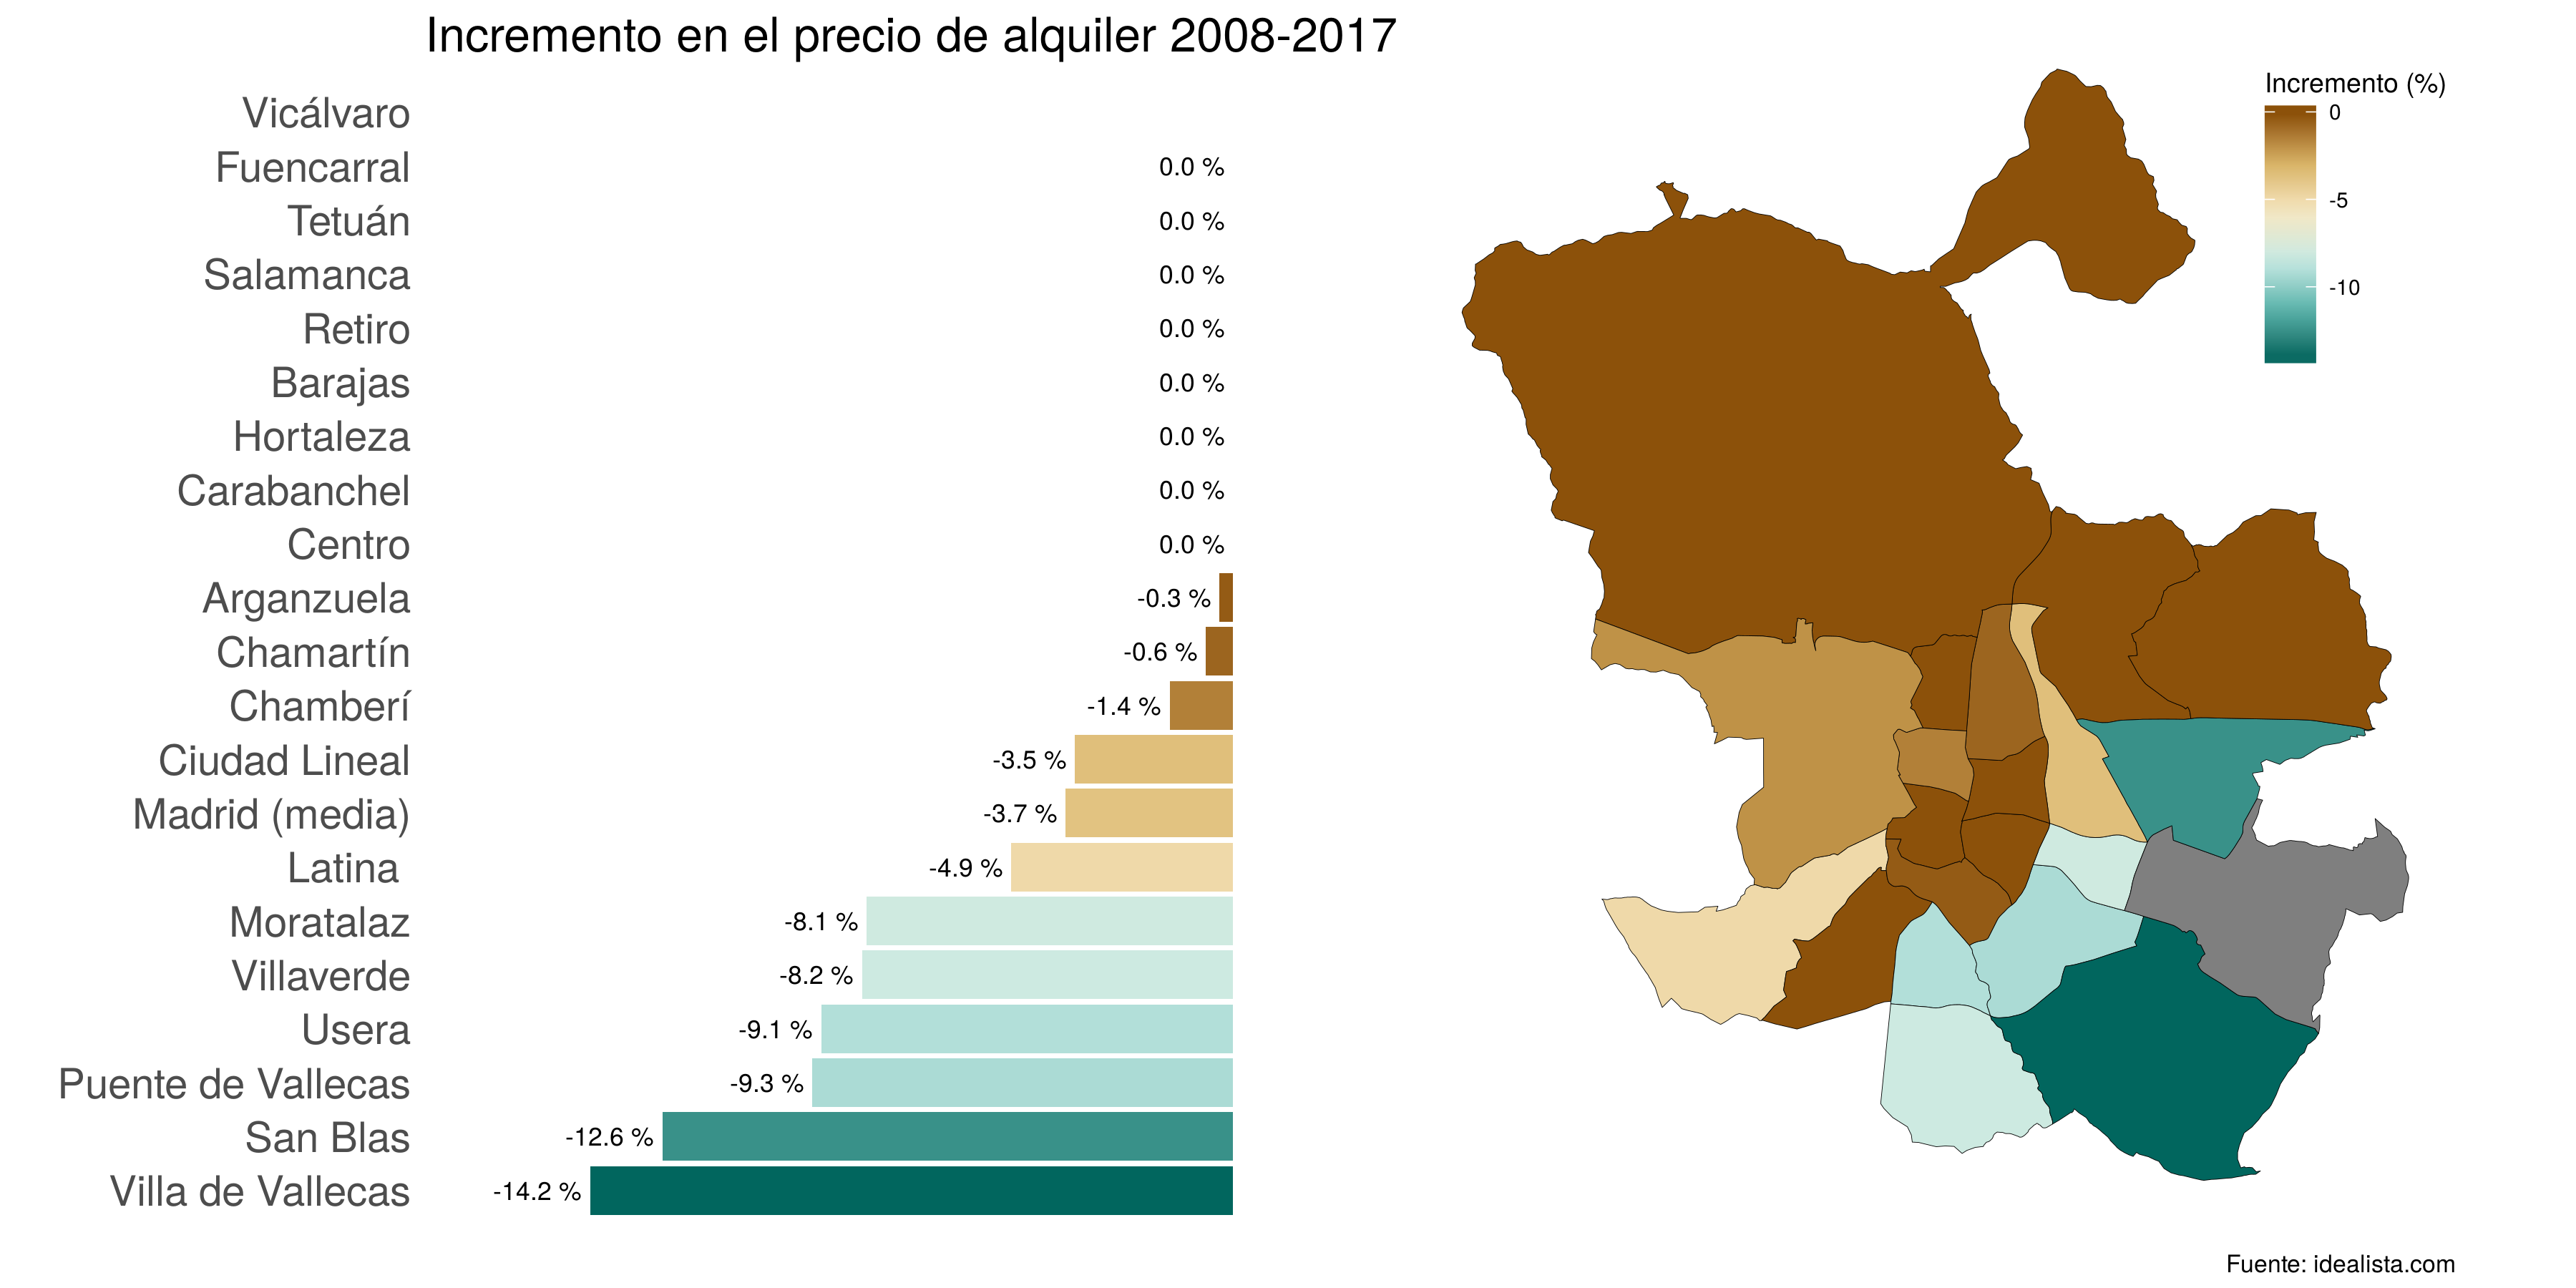 Incremento en el precio de alquiler 2008-2017
Vicálvaro
Fuencarral 0.0 %
Tetuán 0.0 %
Salamanca 0.0 %
Retiro 0.0 %
Barajas 0.0 %
Hortaleza 0.0 %
Carabanchel 0.0 %
Centro 0.0 %
Arganzuela -0.3 %
Chamartín -0.6 %
Chamberí -1.4 %
Ciudad Lineal -3.5 %
Madrid (media) -3.7 %
Latina -4.9 %
Moratalaz -8.1 %
Villaverde -8.2 %
Usera -9.1 %
Puente de Vallecas -9.3 %
San Blas -12.6 %
Villa de Vallecas -14.2 %
Incremento (%)
0
-5
-10
Fuente: idealista.com